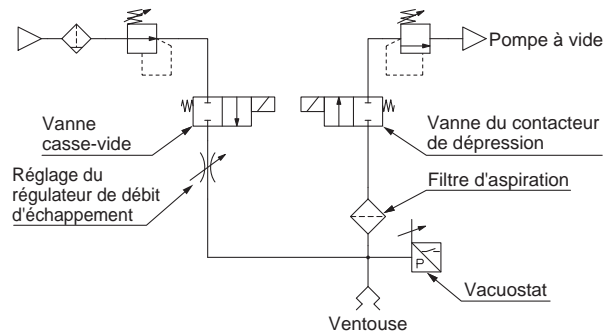 Pompe à vide
Vanne
casse-vide
Vanne du contacteur
de dépression
Réglage du
régulateur de débit
d'échappement
Filtre d'aspiration
P
Vacuostat
Ventouse